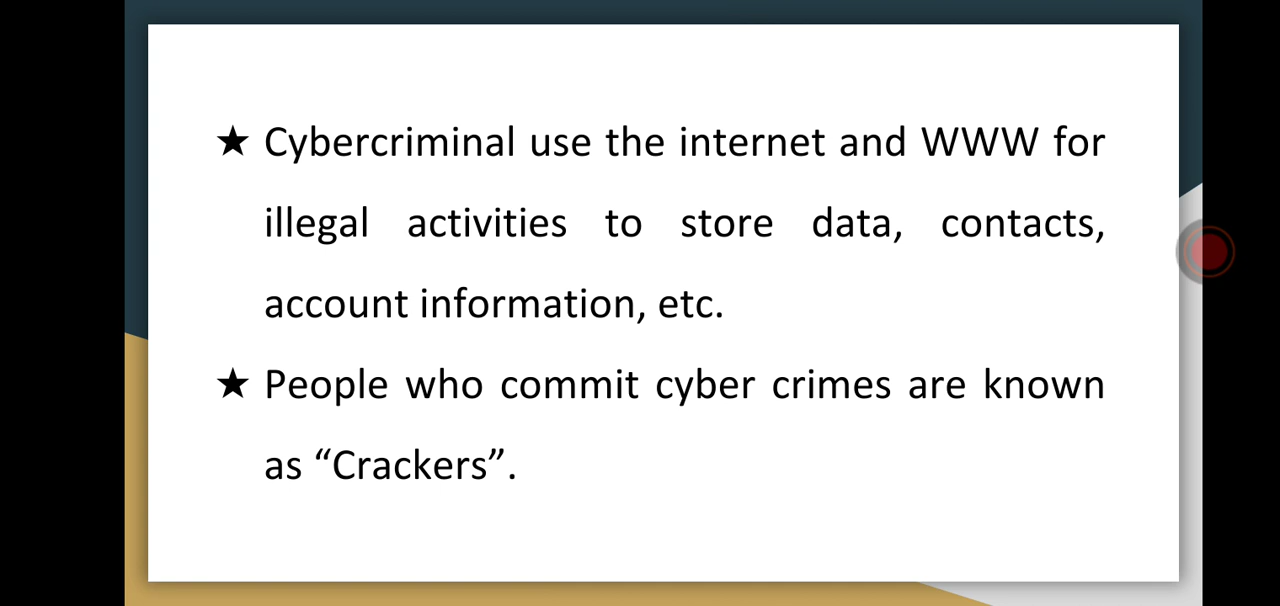 ★ Cybercriminal use the internet and WWW for
illegal activities to store data, contacts,
account information, etc.
★ People who commit cyber crimes are known
as “Crackers”.